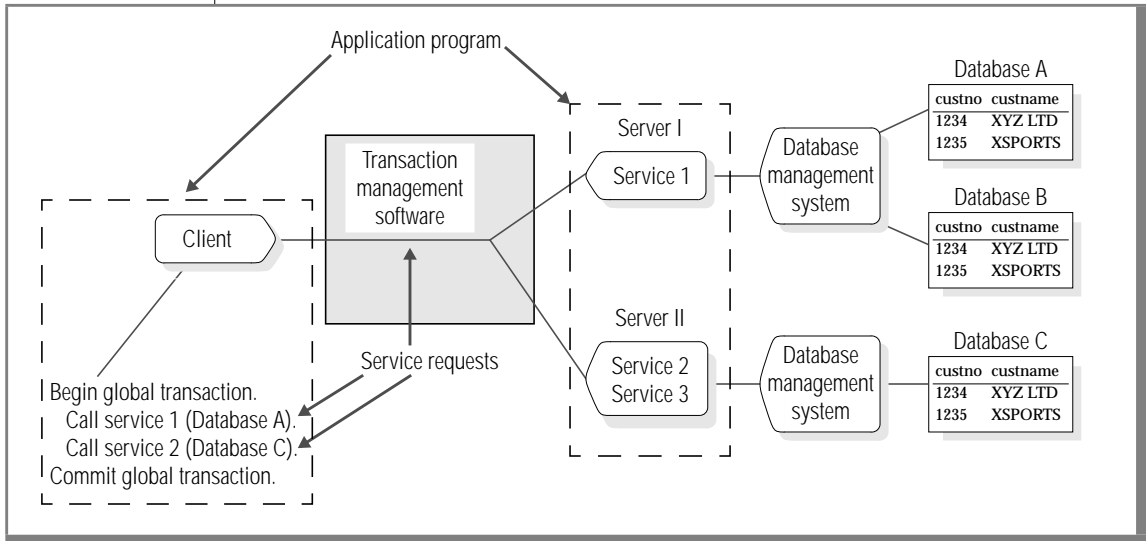 Application program
Transaction
management
software
Client
Begin global transaction.
Call service 1 (Database A).
Call service 2 (Database C).
Commit global transaction.
Service requests
Server I
Service 1
Server II
Service 2
Service 3
Database
management
system
Database
management
system
Database A
custno custname
1234 XYZ LTD
1235 XSPORTS
Database B
custno custname
1234 XYZ LTD
1235 XSPORTS
Database C
custno custname
1234 XYZ LTD
1235 XSPORTS